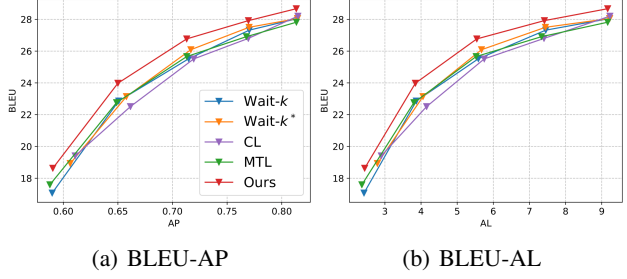 BLEU
28
26
24
22
20
18
0.60 0.65 0.70 0.75 0.80
AP
Wait-k
Wait-k*
CL
MTL
Ours
(a) BLEU-AP
BLEU
28
26
24
22
20
18
3 4 5 6 7 8 9
AL
(b) BLEU-AL